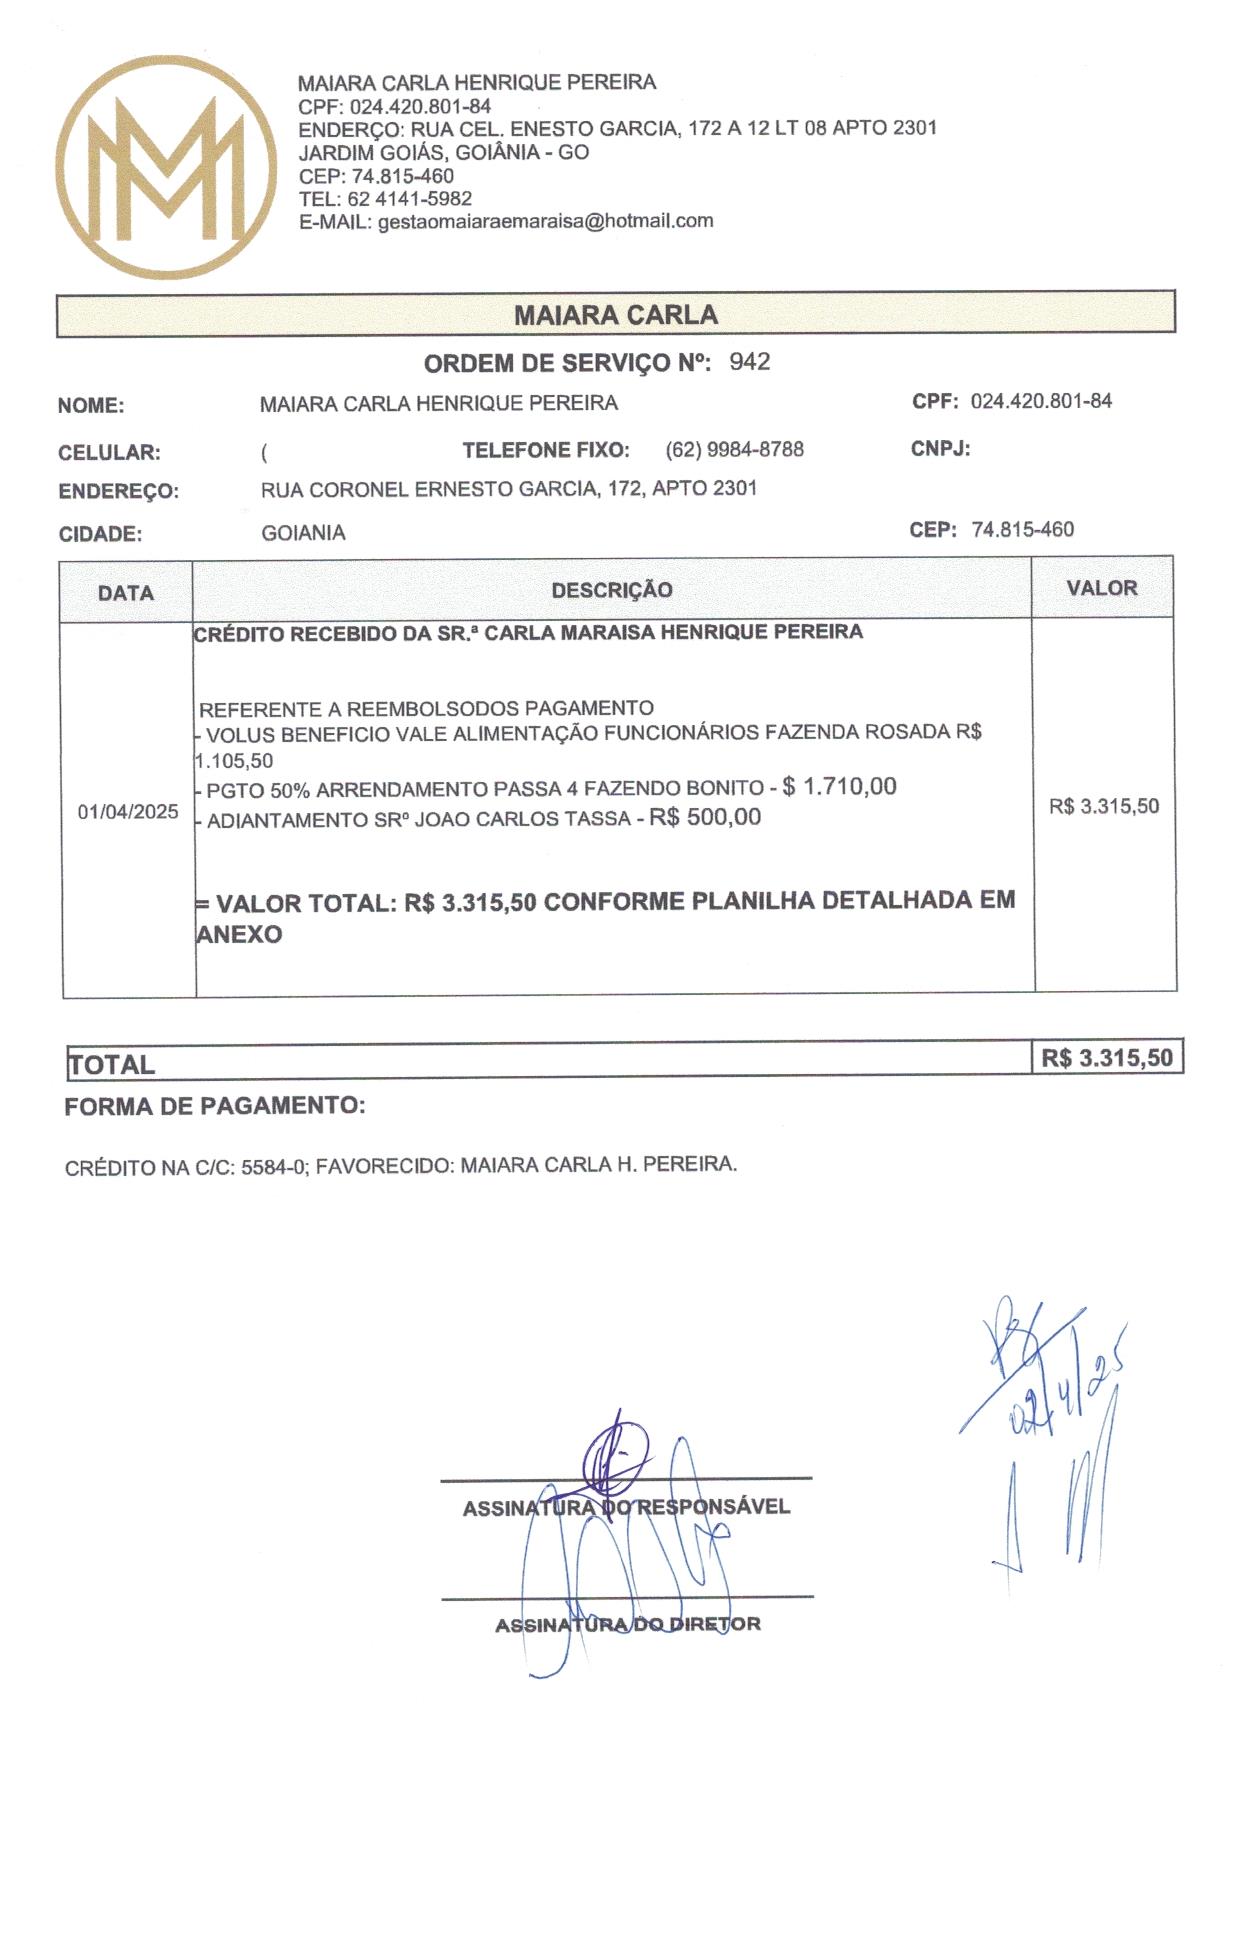 MAIARA CARLA HENRIQUE PEREIRA
CPF: 024.420.801-84
ENDERÇO: RUA CEL. ENESTO GARCIA, 172 A 12 LT 08 APTO 2301
JARDIM GOIÁS, GOIÂNIA - GO
CEP: 74.815-460
TEL: 62 4141-5982
E-MAIL: gestaomaiaraemaraisa@hotmail.com
MAIARA CARLA
ORDEM DE SERVIÇO Nº: 942
NOME: MAIARA CARLA HENRIQUE PEREIRA CPF: 024.420.801-84
CELULAR: ( TELEFONE FIXO: (62) 9984-8788 CNPJ:
ENDEREÇO: RUA CORONEL ERNESTO GARCIA, 172, APTO 2301
CIDADE: GOIANIA CEP: 74.815-460
DATA DESCRIÇÃO VALOR
CRÉDITO RECEBIDO DA SR.ª CARLA MARAISA HENRIQUE PEREIRA
REFERENTE A REEMBOLSODOS PAGAMENTO
- VOLUS BENEFICIO VALE ALIMENTAÇÃO FUNCIONÁRIOS FAZENDA ROSADA R$
1.105,50
- PGTO 50% ARRENDAMENTO PASSA 4 FAZENDO BONITO - $ 1.710,00
01/04/2025 - ADIANTAMENTO SRº JOAO CARLOS TASSA - R$ 500,00 R$ 3.315,50
= VALOR TOTAL: R$ 3.315,50 CONFORME PLANILHA DETALHADA EM
ANEXO
TOTAL R$ 3.315,50
FORMA DE PAGAMENTO:
CRÉDITO NA C/C: 5584-0; FAVORECIDO: MAIARA CARLA H. PEREIRA.
02/4/25
ASSINATURA DO RESPONSÁVEL
ASSINATURA DO DIRETOR